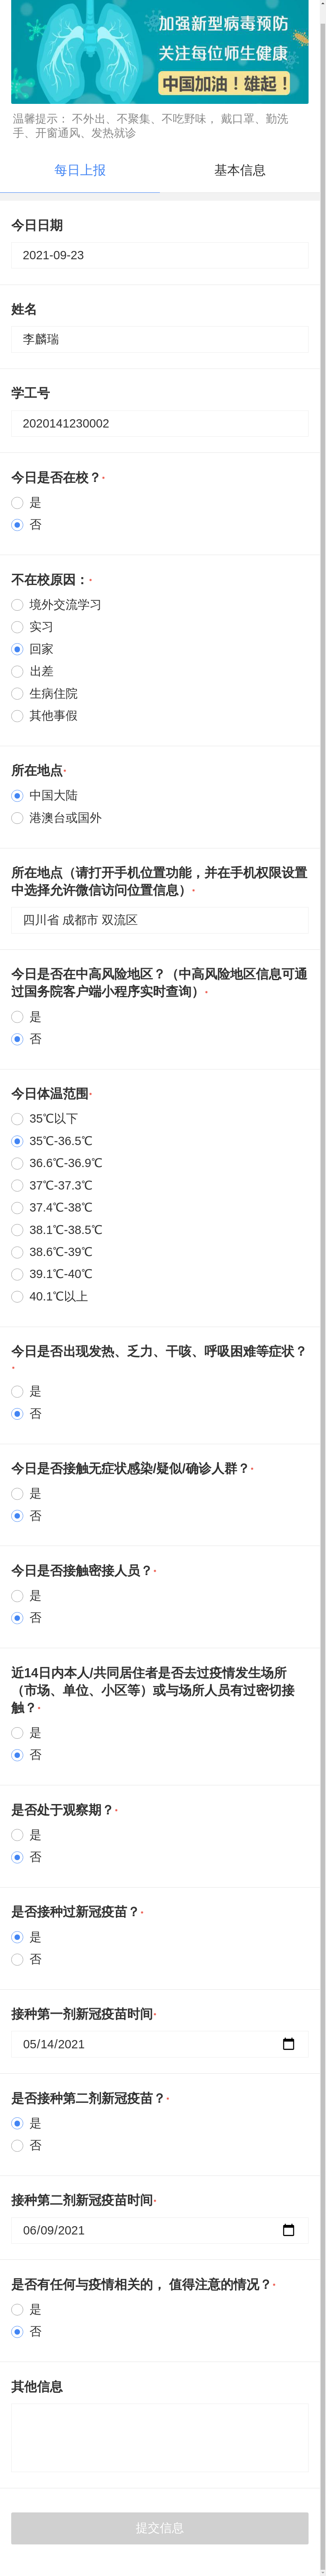 加强新型病毒预防
关注每位师生健康
中国加油！雄起！
温馨提示： 不外出、不聚集、不吃野味， 戴口罩、勤洗
手、开窗通风、发热就诊
每日上报
基本信息
今日日期
2021-09-23
姓名
李麟瑞
学工号
2020141230002
今日是否在校？·
是
否
不在校原因：·
境外交流学习
实习
回家
出差
生病住院
其他事假
所在地点·
中国大陆
港澳台或国外
所在地点（请打开手机位置功能，并在手机权限设置
中选择允许微信访问位置信息）·
四川省 成都市 双流区
今日是否在中高风险地区？（中高风险地区信息可通
过国务院客户端小程序实时查询）·
是
否
今日体温范围·
35℃以下
35℃-36.5℃
36.6℃-36.9℃
37℃-37.3℃
37.4℃-38℃
38.1℃-38.5℃
38.6℃-39℃
39.1℃-40℃
40.1℃以上
今日是否出现发热、乏力、干咳、呼吸困难等症状？
·
是
否
今日是否接触无症状感染/疑似/确诊人群？·
是
否
今日是否接触密接人员？·
是
否
近14日内本人/共同居住者是否去过疫情发生场所
（市场、单位、小区等）或与场所人员有过密切接
触？·
是
否
是否处于观察期？·
是
否
是否接种过新冠疫苗？·
是
否
接种第一剂新冠疫苗时间·
05/14/2021
是否接种第二剂新冠疫苗？·
是
否
接种第二剂新冠疫苗时间·
06/09/2021
是否有任何与疫情相关的， 值得注意的情况？·
是
否
其他信息
提交信息